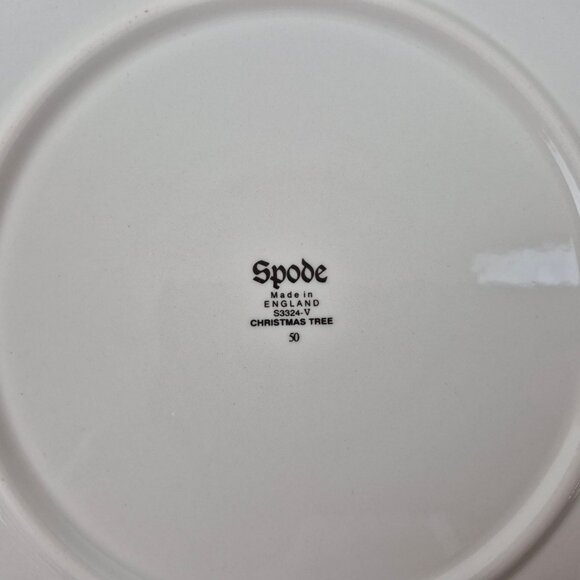 Spode
Made in
ENGLAND
S3324-V
CHRISTMAS TREE
50